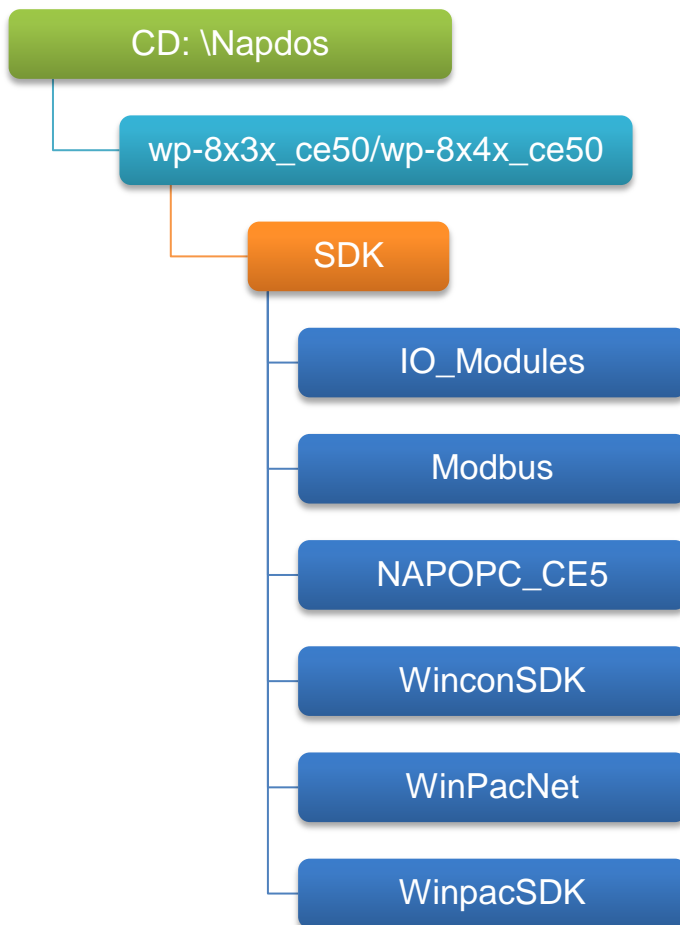 CD: \Napdos
wp-8x3x_ce50/wp-8x4x_ce50
SDK
IO_Modules
Modbus
NAPOPC_CE5
WinconSDK
WinPacNet
WinpacSDK